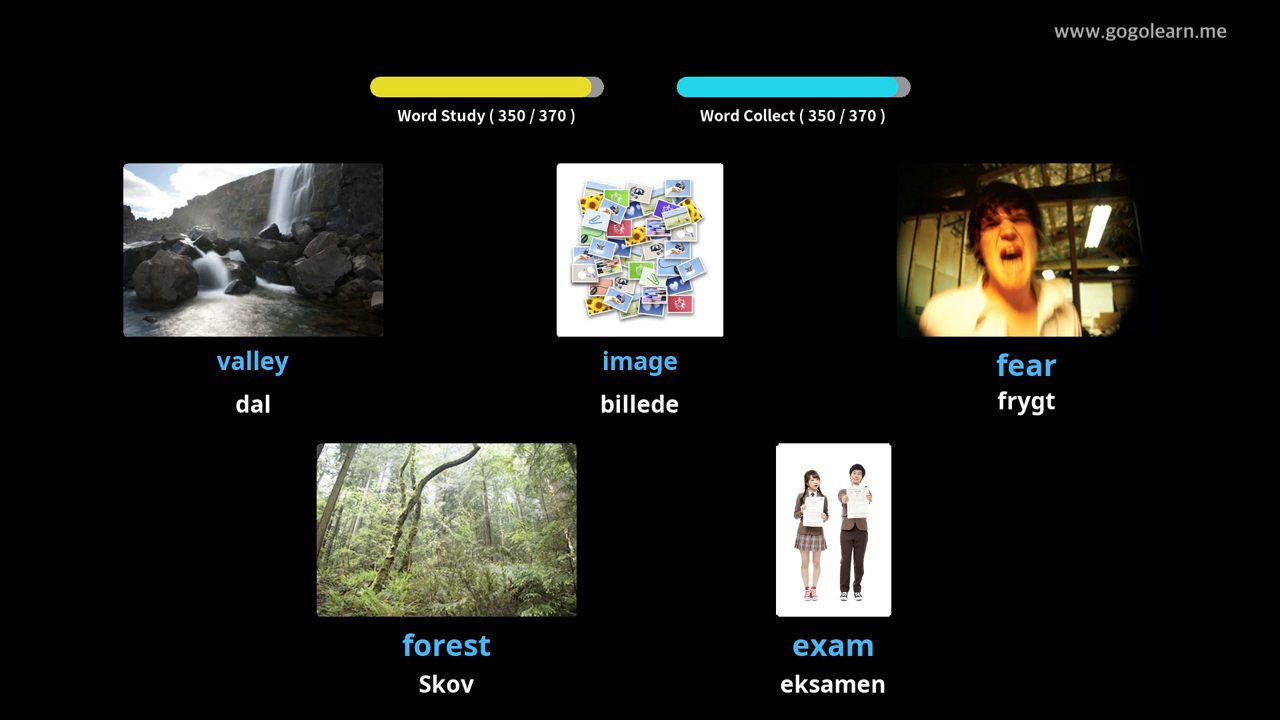 www.gogolearn.me
Word Study ( 350 / 370 )
Word Collect ( 350 / 370 )
valley
image
fear
dal
billede
frygt
forest
exam
Skov
eksamen